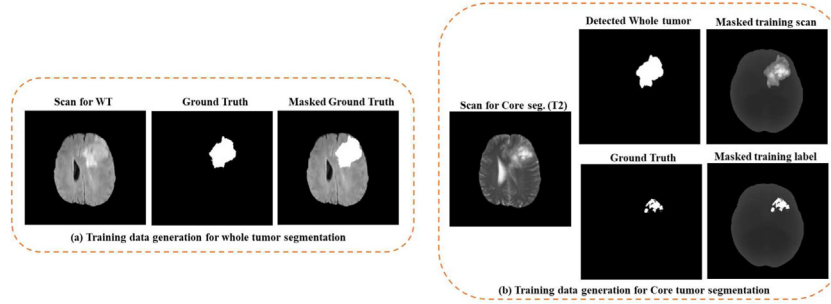 Scan for WT
Ground Truth
Masked Ground Truth
(a) Training data generation for whole tumor segmentation
Detected Whole tumor
Masked training scan
Scan for Core seg. (T2)
Ground Truth
Masked training label
(b) Training data generation for Core tumor segmentation